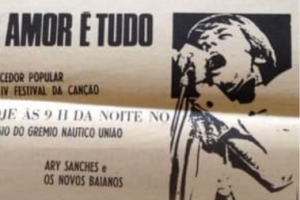 AMOR É TUDO
CEDOR POPULAR
IV FESTIVAL DA CANÇÃO
JE ÀS 9 H DA NOITE NO
SIO DO GREMIO NAUTICO UNIÃO
ARY SANCHES e
OS NOVOS BAIANOS